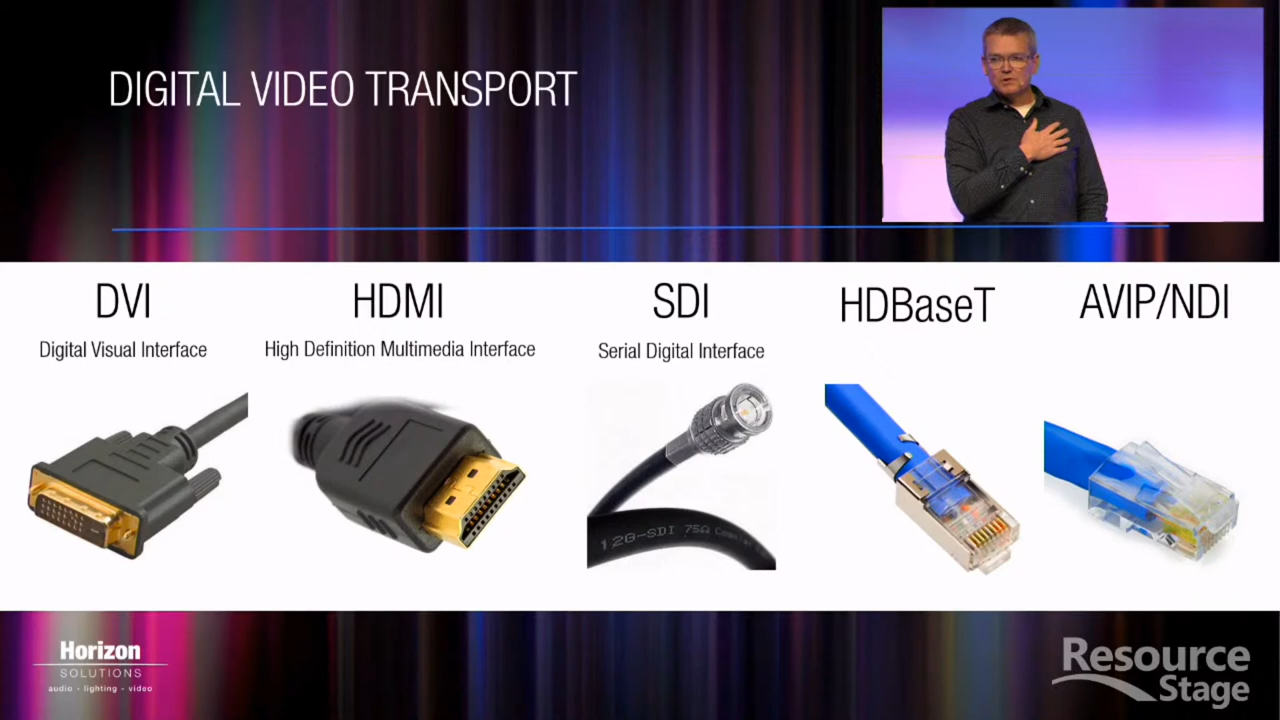 DIGITAL VIDEO TRANSPORT
DVI
Digital Visual Interface
HDMI
High Definition Multimedia Interface
SDI
Serial Digital Interface
HDBaseT
AVIP/NDI
12G-SDI 75Ω Coaxial
Horizon
SOLUTIONS
audio - lighting - video
Resource
Stage